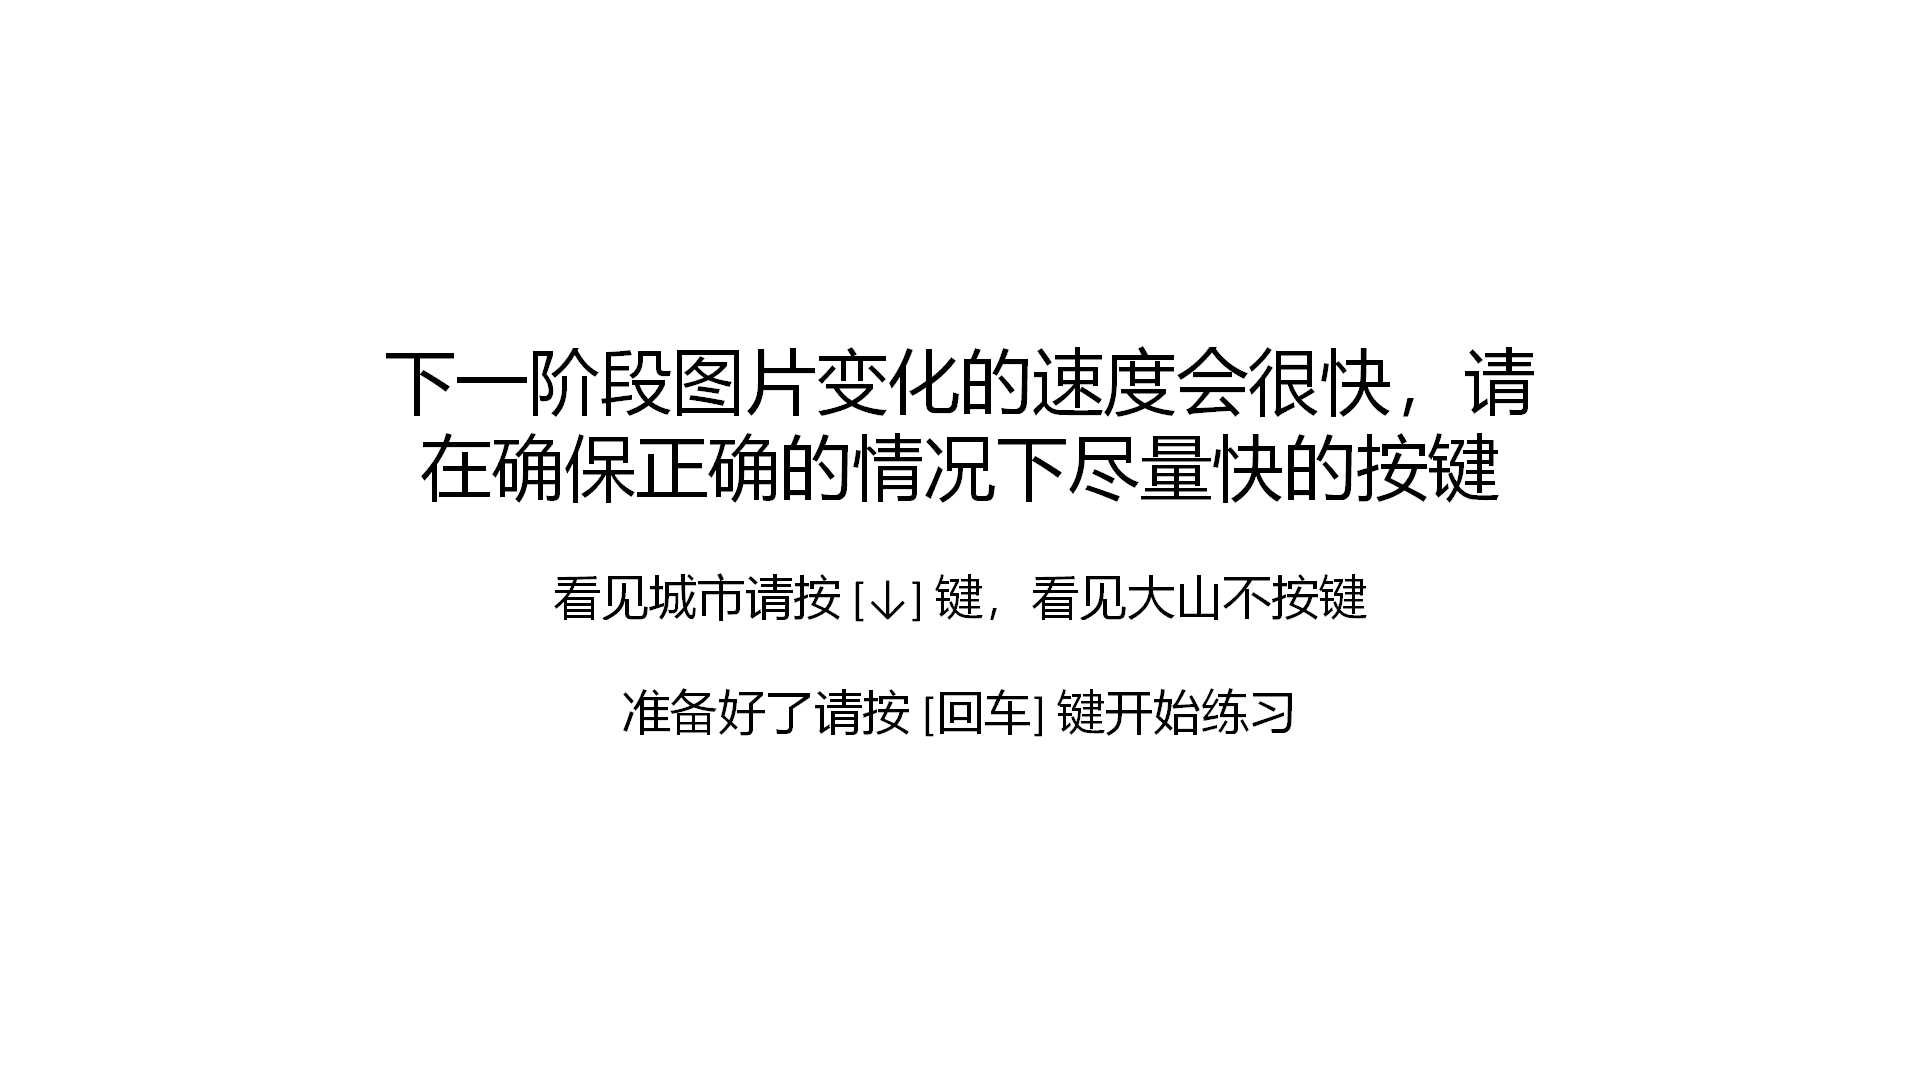 下一阶段图片变化的速度会很快，请
在确保正确的情况下尽量快的按键
看见城市请按 [↓] 键，看见大山不按键
准备好了请按 [回车] 键开始练习